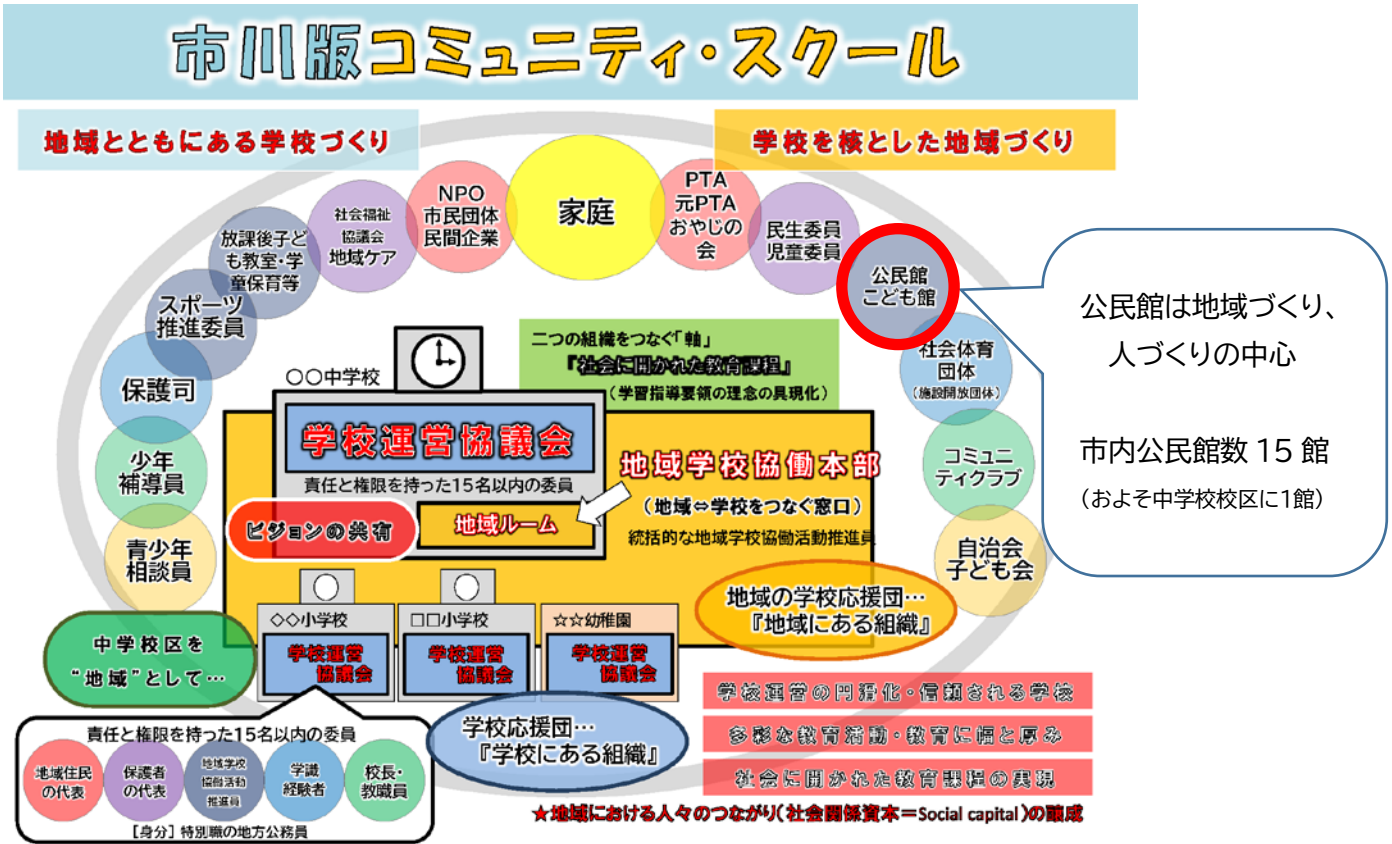 市川版コミュニティ・スクール
地域とともにある学校づくり
学校を核とした地域づくり
家庭
NPO
市民団体
民間企業
社会福祉
協議会
地域ケア
放課後子ど
も教室・学
童保育等
スポーツ
推進委員
保護司
少年
補導員
青少年
相談員
PTA
元PTA
おやじの
会
民生委員
児童委員
公民館
こども館
社会体育
団体
(施設開放団体)
コミュニ
ティクラブ
自治会
子ども会
公民館は地域づくり、
人づくりの中心
市内公民館数 15 館
(およそ中学校校区に1館)
二つの組織をつなぐ「軸」
『社会に開かれた教育課程』
(学習指導要領の理念の具現化)
○○中学校
学校運営協議会
責任と権限を持った15名以内の委員
ビジョンの共有
地域ルーム
地域学校協働本部
(地域⇔学校をつなぐ窓口)
統括的な地域学校協働活動推進員
◇◇小学校
学校運営
協議会
□□小学校
学校運営
協議会
☆☆幼稚園
学校運営
協議会
地域の学校応援団…
『地域にある組織』
中学校区を
“地域”として…
学校応援団…
『学校にある組織』
責任と権限を持った15名以内の委員
地域住民
の代表
保護者
の代表
地域学校
協働活動
推進員
学識
経験者
校長・
教職員
[身分] 特別職の地方公務員
学校運営の円滑化・信頼される学校
多彩な教育活動・教育に幅と厚み
社会に開かれた教育課程の実現
★地域における人々のつながり(社会関係資本=Social capital)の醸成